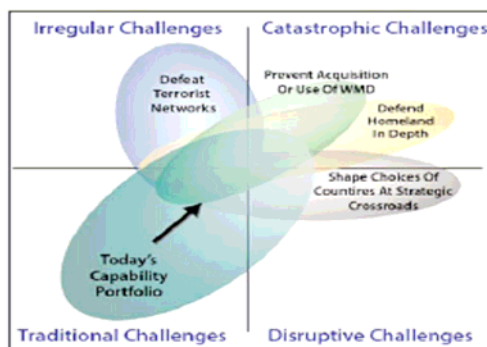 Irregular Challenges
Catastrophic Challenges
Defeat
Terrorist
Networks
Prevent Acquisition
Or Use Of WMD
Defend
Homeland
In Depth
Shape Choices Of
Countires At Strategic
Crossroads
Today's
Capability
Portfolio
Traditional Challenges
Disruptive Challenges